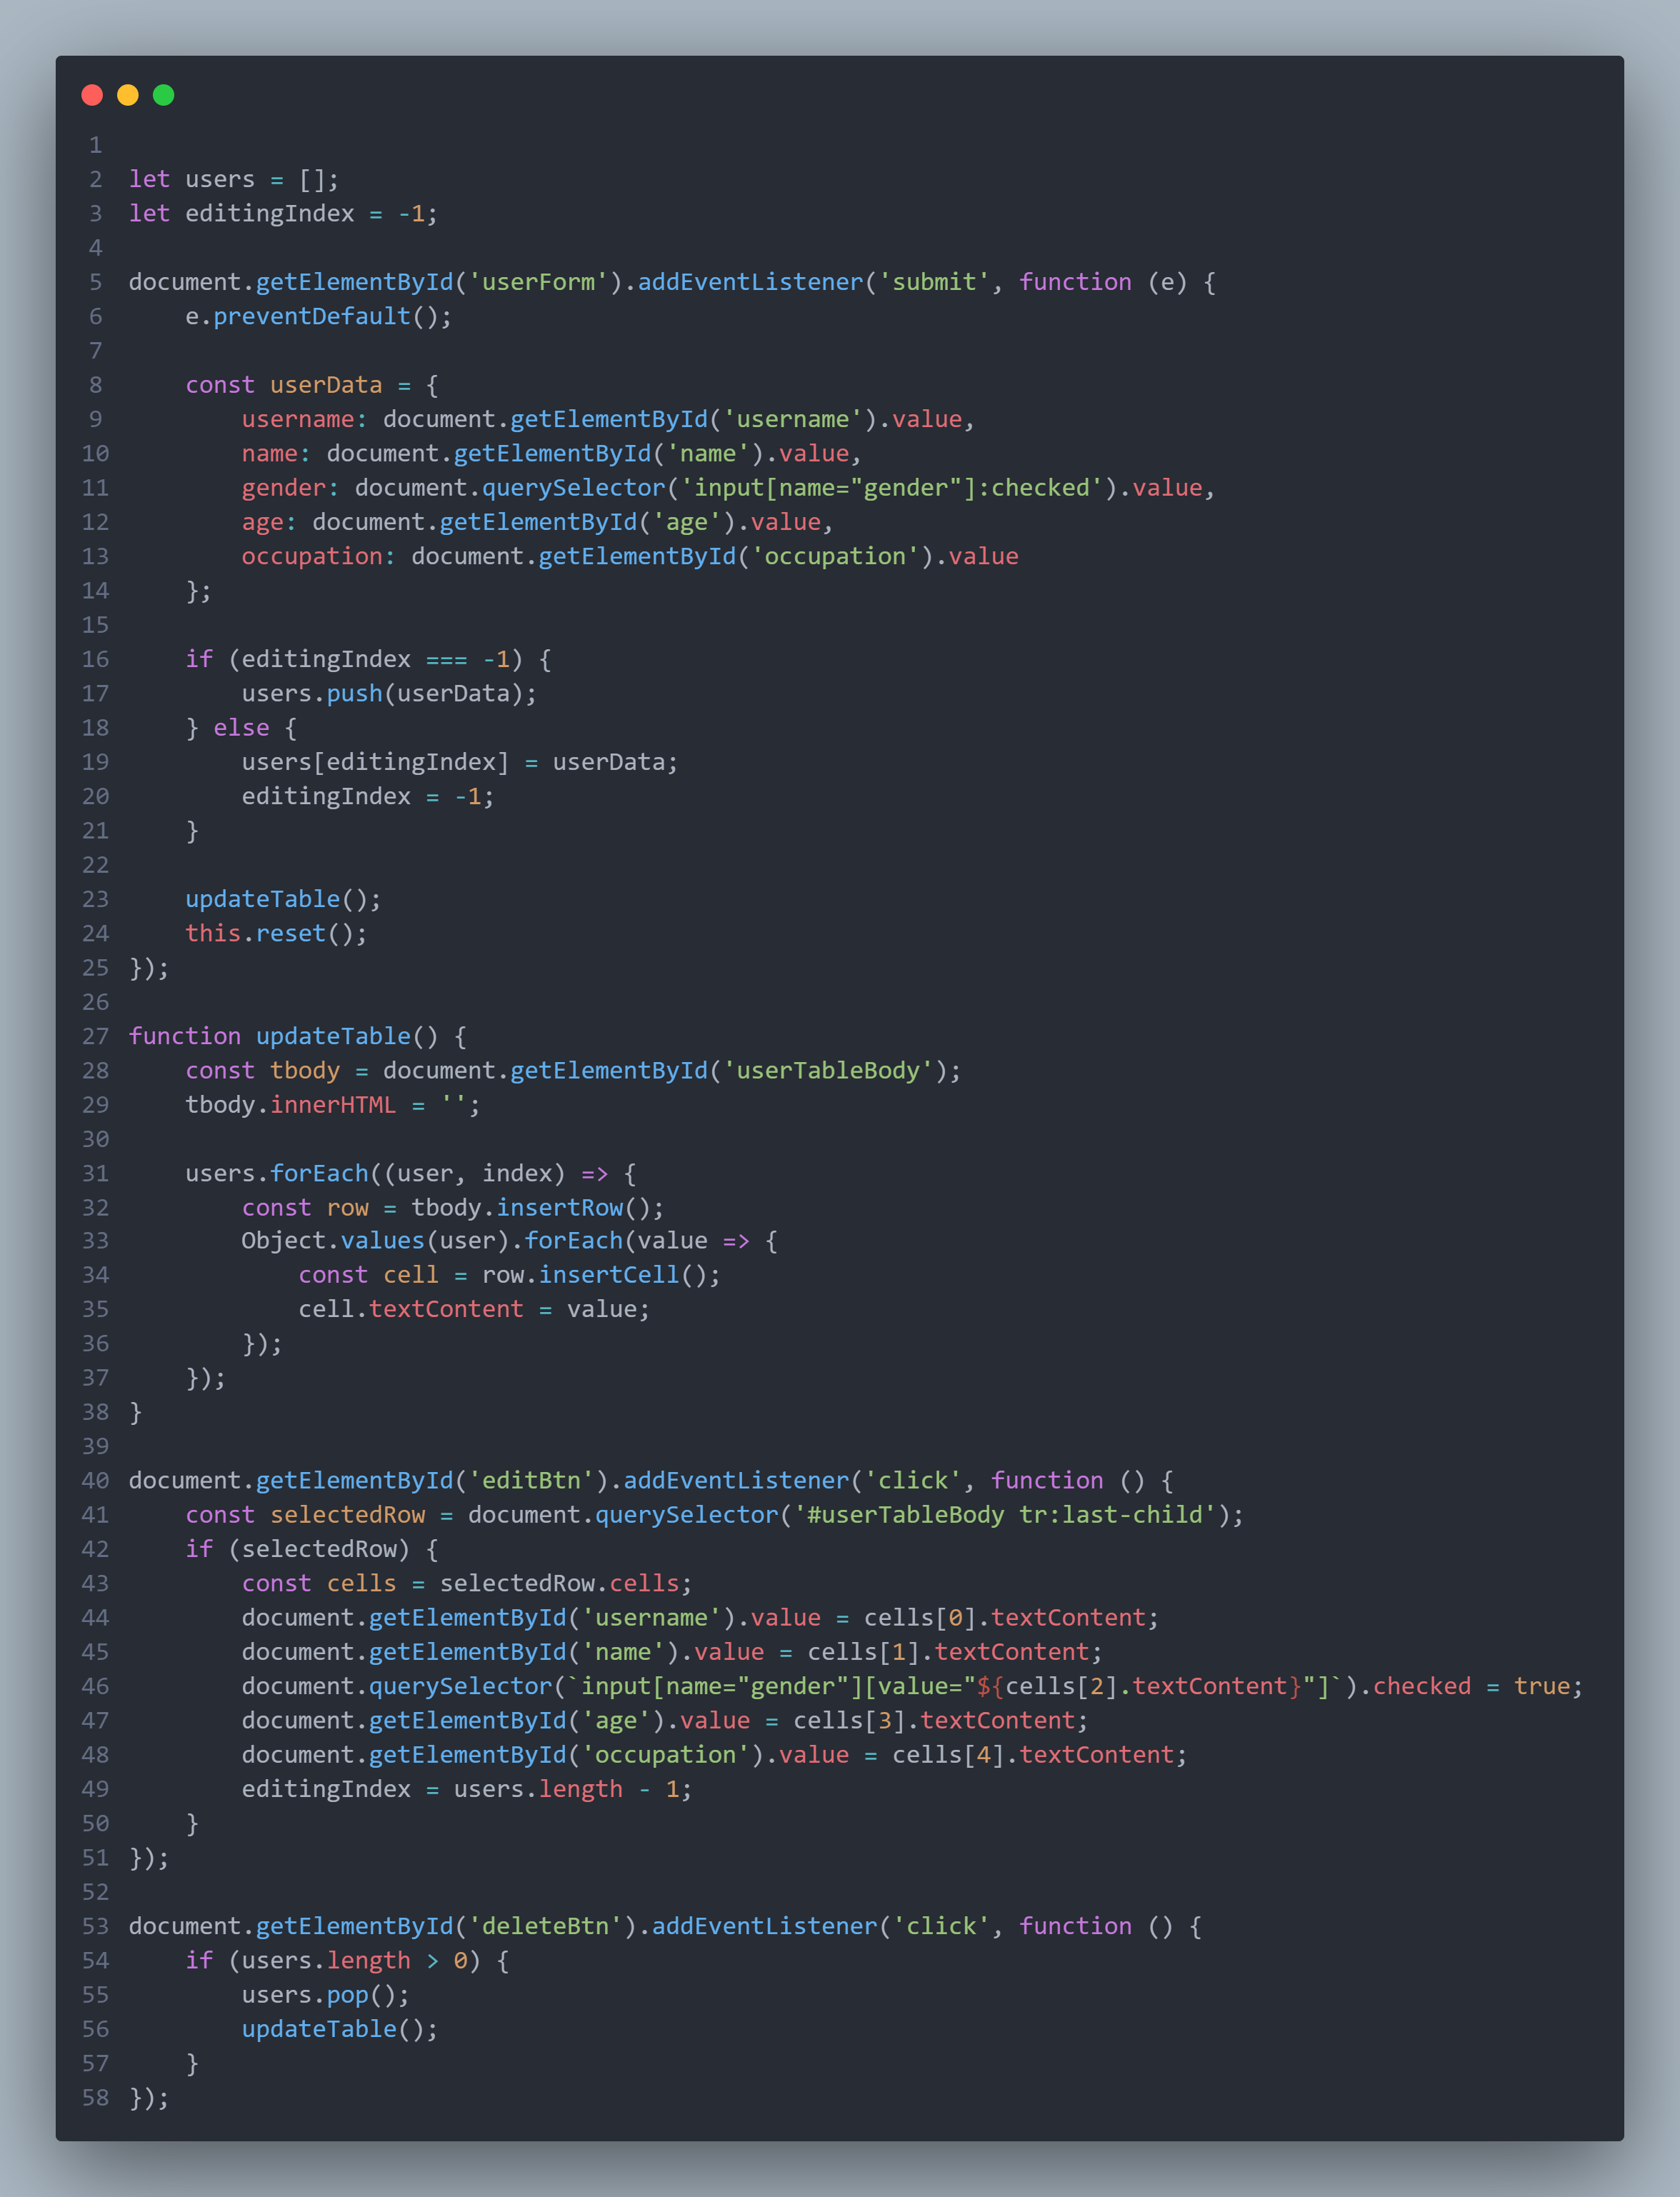 1
2 let users = [];
3 let editingIndex = -1;
4
5 document.getElementById('userForm').addEventListener('submit', function (e) {
6     e.preventDefault();
7
8     const userData = {
9         username: document.getElementById('username').value,
10         name: document.getElementById('name').value,
11         gender: document.querySelector('input[name="gender"]:checked').value,
12         age: document.getElementById('age').value,
13         occupation: document.getElementById('occupation').value
14     };
15
16     if (editingIndex === -1) {
17         users.push(userData);
18     } else {
19         users[editingIndex] = userData;
20         editingIndex = -1;
21     }
22
23     updateTable();
24     this.reset();
25 });
26
27 function updateTable() {
28     const tbody = document.getElementById('userTableBody');
29     tbody.innerHTML = '';
30
31     users.forEach((user, index) => {
32         const row = tbody.insertRow();
33         Object.values(user).forEach(value => {
34             const cell = row.insertCell();
35             cell.textContent = value;
36         });
37     });
38 }
39
40 document.getElementById('editBtn').addEventListener('click', function () {
41     const selectedRow = document.querySelector('#userTableBody tr:last-child');
42     if (selectedRow) {
43         const cells = selectedRow.cells;
44         document.getElementById('username').value = cells[0].textContent;
45         document.getElementById('name').value = cells[1].textContent;
46         document.querySelector(`input[name="gender"][value="${cells[2].textContent}"]`).checked = true;
47         document.getElementById('age').value = cells[3].textContent;
48         document.getElementById('occupation').value = cells[4].textContent;
49         editingIndex = users.length - 1;
50     }
51 });
52
53 document.getElementById('deleteBtn').addEventListener('click', function () {
54     if (users.length > 0) {
55         users.pop();
56         updateTable();
57     }
58 });